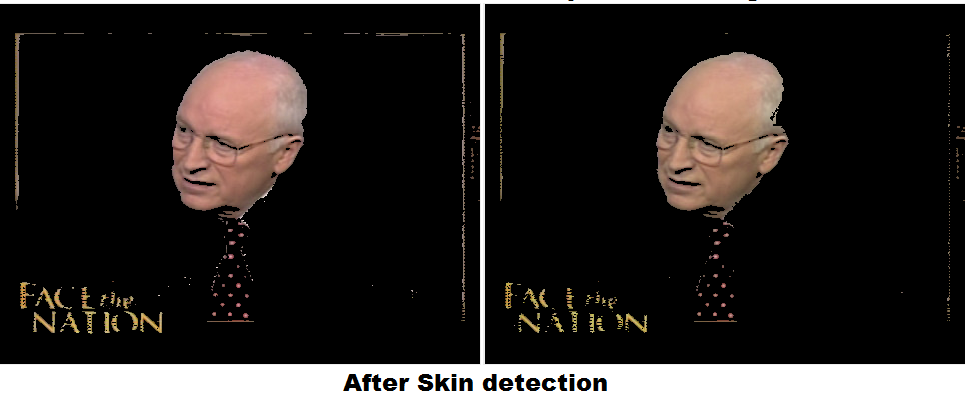 FACE the
NATION
FACE the
NATION
After Skin detection